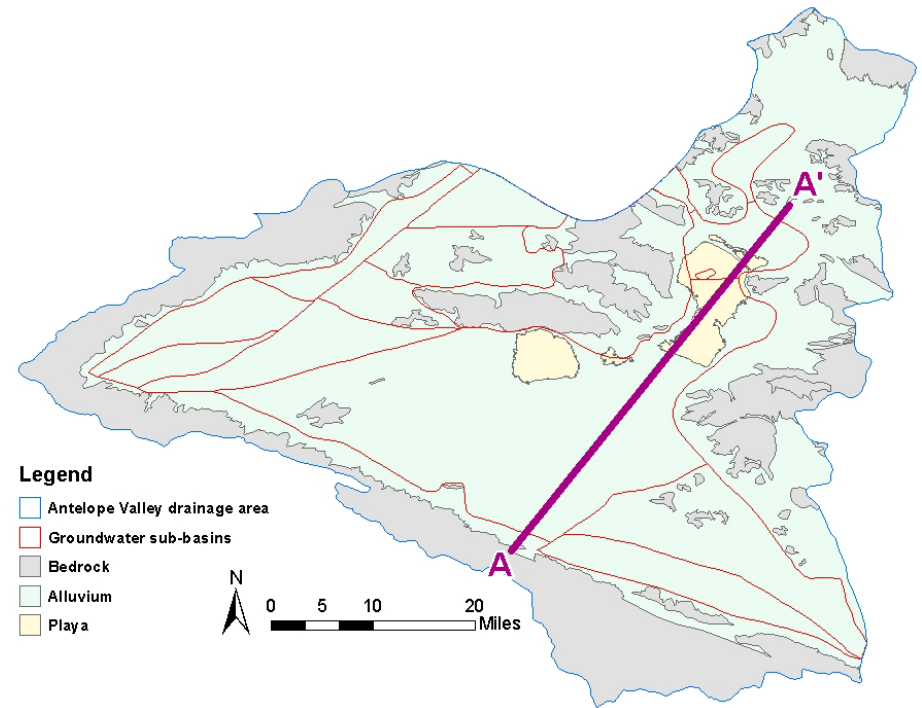 A'
A
Legend
Antelope Valley drainage area
Groundwater sub-basins
Bedrock
Alluvium
Playa
N
0 5 10 20
Miles